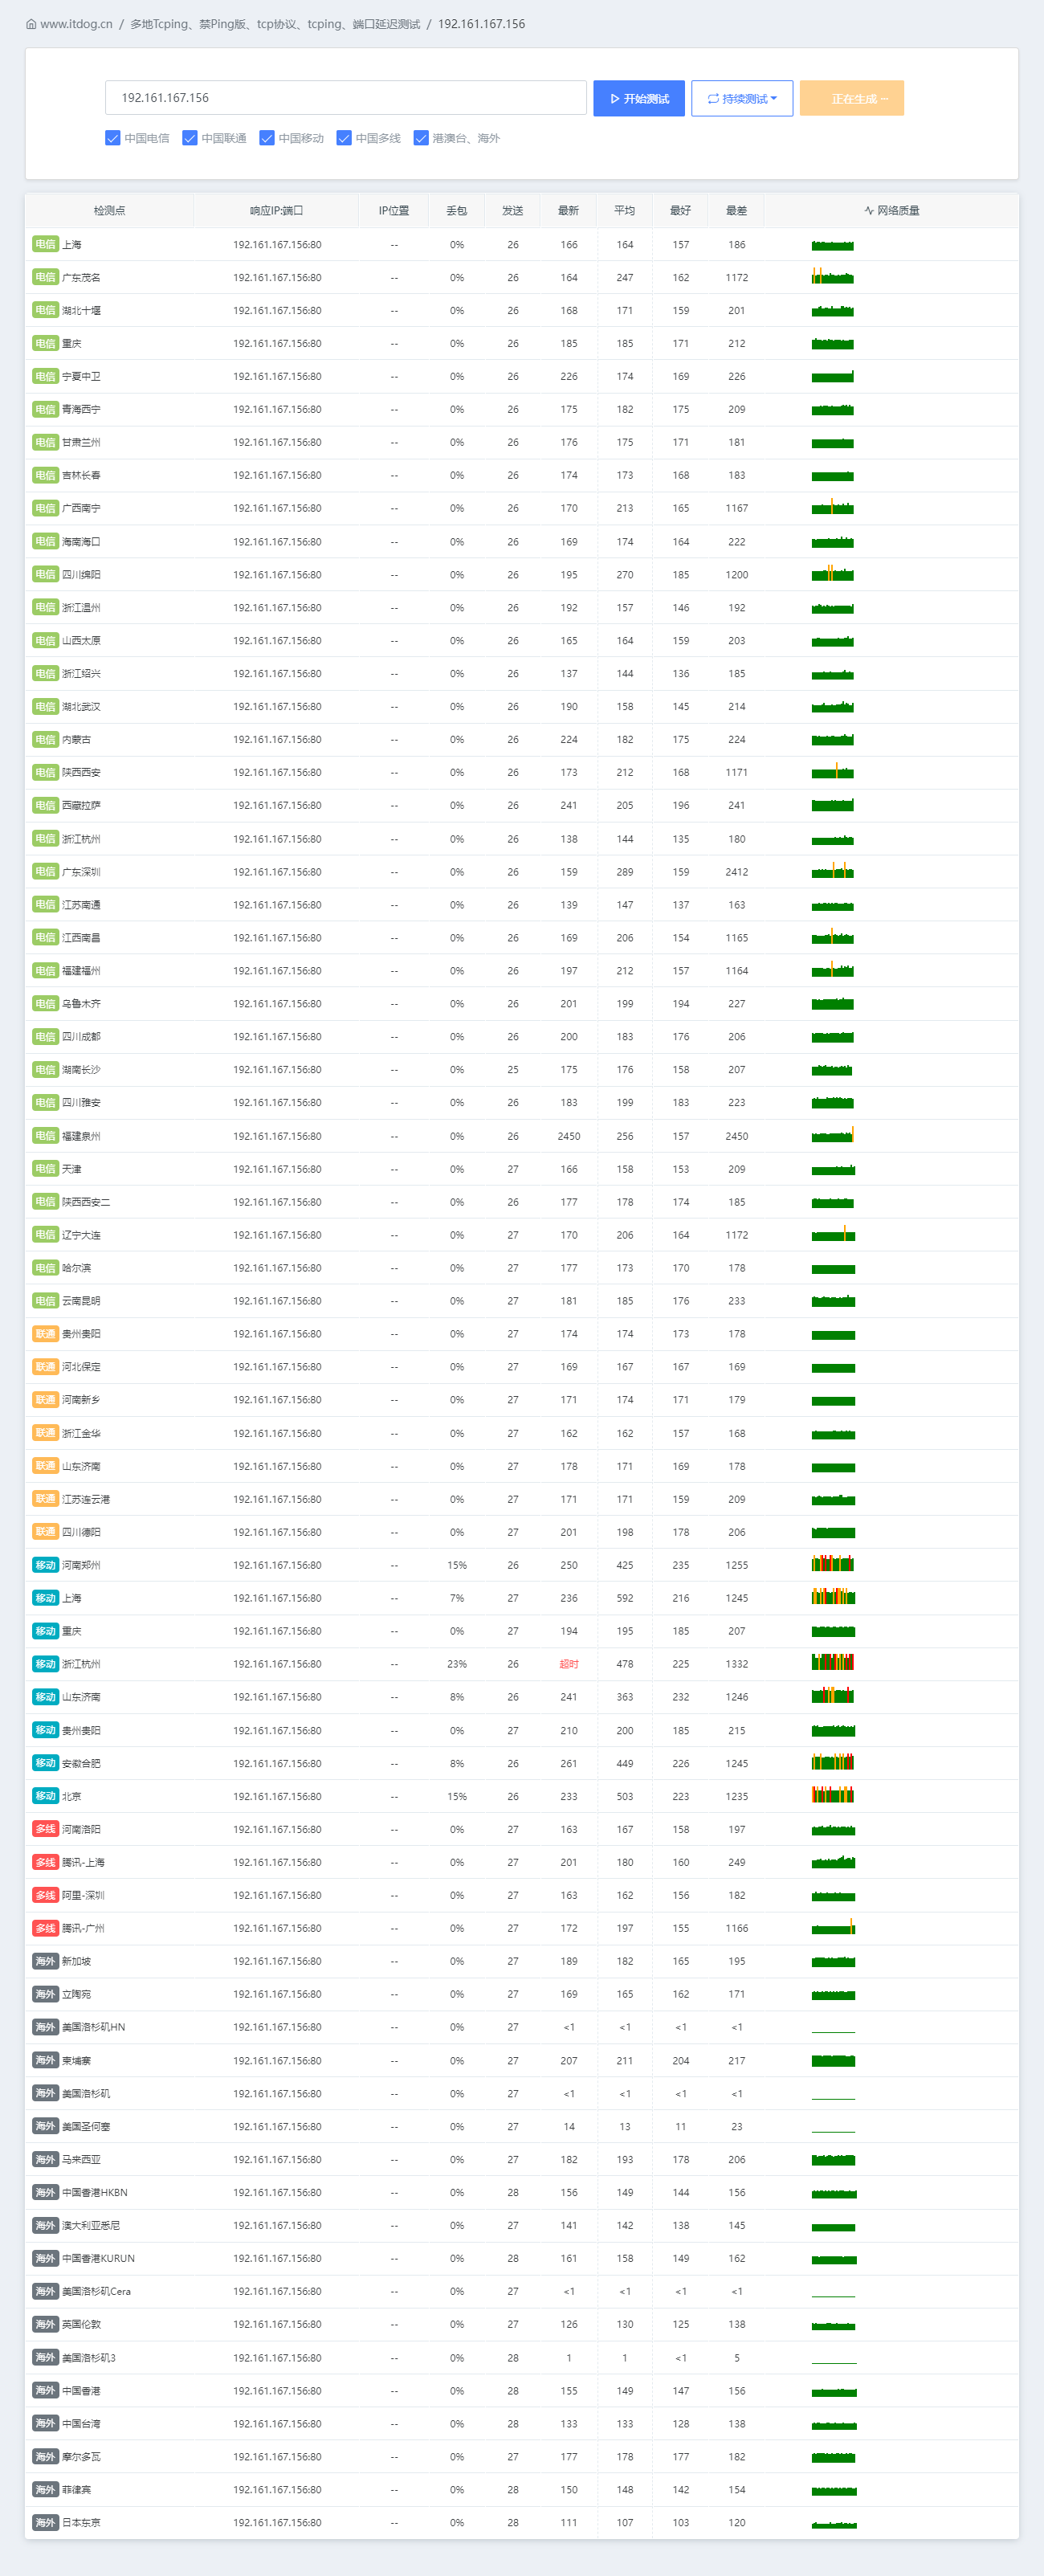 www.itdog.cn / 多地Tcping、禁Ping版、tcp协议、tcping、端口延迟测试 / 192.161.167.156
192.161.167.156 开始测试 持续测试 正在生成 ...
中国电信 中国联通 中国移动 中国多线 港澳台、海外
检测点 响应IP:端口 IP位置 丢包 发送 最新 平均 最好 最差 网络质量
电信 上海 192.161.167.156:80 -- 0% 26 166 164 157 186
电信 广东茂名 192.161.167.156:80 -- 0% 26 164 247 162 1172
电信 湖北十堰 192.161.167.156:80 -- 0% 26 168 171 159 201
电信 重庆 192.161.167.156:80 -- 0% 26 185 185 171 212
电信 宁夏中卫 192.161.167.156:80 -- 0% 26 226 174 169 226
电信 青海西宁 192.161.167.156:80 -- 0% 26 175 182 175 209
电信 甘肃兰州 192.161.167.156:80 -- 0% 26 176 175 171 181
电信 吉林长春 192.161.167.156:80 -- 0% 26 174 173 168 183
电信 广西南宁 192.161.167.156:80 -- 0% 26 170 213 165 1167
电信 海南海口 192.161.167.156:80 -- 0% 26 169 174 164 222
电信 四川绵阳 192.161.167.156:80 -- 0% 26 195 270 185 1200
电信 浙江温州 192.161.167.156:80 -- 0% 26 192 157 146 192
电信 山西太原 192.161.167.156:80 -- 0% 26 165 164 159 203
电信 浙江绍兴 192.161.167.156:80 -- 0% 26 137 144 136 185
电信 湖北武汉 192.161.167.156:80 -- 0% 26 190 158 145 214
电信 内蒙古 192.161.167.156:80 -- 0% 26 224 182 175 224
电信 陕西西安 192.161.167.156:80 -- 0% 26 173 212 168 1171
电信 西藏拉萨 192.161.167.156:80 -- 0% 26 241 205 196 241
电信 浙江杭州 192.161.167.156:80 -- 0% 26 138 144 135 180
电信 广东深圳 192.161.167.156:80 -- 0% 26 159 289 159 2412
电信 江苏南通 192.161.167.156:80 -- 0% 26 139 147 137 163
电信 江西南昌 192.161.167.156:80 -- 0% 26 169 206 154 1165
电信 福建福州 192.161.167.156:80 -- 0% 26 197 212 157 1164
电信 乌鲁木齐 192.161.167.156:80 -- 0% 26 201 199 194 227
电信 四川成都 192.161.167.156:80 -- 0% 26 200 183 176 206
电信 湖南长沙 192.161.167.156:80 -- 0% 25 175 176 158 207
电信 四川雅安 192.161.167.156:80 -- 0% 26 183 199 183 223
电信 福建泉州 192.161.167.156:80 -- 0% 26 2450 256 157 2450
电信 天津 192.161.167.156:80 -- 0% 27 166 158 153 209
电信 陕西西安二 192.161.167.156:80 -- 0% 26 177 178 174 185
电信 辽宁大连 192.161.167.156:80 -- 0% 27 170 206 164 1172
电信 哈尔滨 192.161.167.156:80 -- 0% 27 177 173 170 178
电信 云南昆明 192.161.167.156:80 -- 0% 27 181 185 176 233
联通 贵州贵阳 192.161.167.156:80 -- 0% 27 174 174 173 178
联通 河北保定 192.161.167.156:80 -- 0% 27 169 167 167 169
联通 河南新乡 192.161.167.156:80 -- 0% 27 171 174 171 179
联通 浙江金华 192.161.167.156:80 -- 0% 27 162 162 157 168
联通 山东济南 192.161.167.156:80 -- 0% 27 178 171 169 178
联通 江苏连云港 192.161.167.156:80 -- 0% 27 171 171 159 209
联通 四川德阳 192.161.167.156:80 -- 0% 27 201 198 178 206
移动 河南郑州 192.161.167.156:80 -- 15% 26 250 425 235 1255
移动 上海 192.161.167.156:80 -- 7% 27 236 592 216 1245
移动 重庆 192.161.167.156:80 -- 0% 27 194 195 185 207
移动 浙江杭州 192.161.167.156:80 -- 23% 26 超时 478 225 1332
移动 山东济南 192.161.167.156:80 -- 8% 26 241 363 232 1246
移动 贵州贵阳 192.161.167.156:80 -- 0% 27 210 200 185 215
移动 安徽合肥 192.161.167.156:80 -- 8% 26 261 449 226 1245
移动 北京 192.161.167.156:80 -- 15% 26 233 503 223 1235
多线 河南洛阳 192.161.167.156:80 -- 0% 27 163 167 158 197
多线 腾讯-上海 192.161.167.156:80 -- 0% 27 201 180 160 249
多线 阿里-深圳 192.161.167.156:80 -- 0% 27 163 162 156 182
多线 腾讯-广州 192.161.167.156:80 -- 0% 27 172 197 155 1166
海外 新加坡 192.161.167.156:80 -- 0% 27 189 182 165 195
海外 立陶宛 192.161.167.156:80 -- 0% 27 169 165 162 171
海外 美国洛杉矶HN 192.161.167.156:80 -- 0% 27 <1 <1 <1 <1
海外 柬埔寨 192.161.167.156:80 -- 0% 27 207 211 204 217
海外 美国洛杉矶 192.161.167.156:80 -- 0% 27 <1 <1 <1 <1
海外 美国圣何塞 192.161.167.156:80 -- 0% 27 14 13 11 23
海外 马来西亚 192.161.167.156:80 -- 0% 27 182 193 178 206
海外 中国香港HKBN 192.161.167.156:80 -- 0% 28 156 149 144 156
海外 澳大利亚悉尼 192.161.167.156:80 -- 0% 27 141 142 138 145
海外 中国香港KURUN 192.161.167.156:80 -- 0% 28 161 158 149 162
海外 美国洛杉矶Cera 192.161.167.156:80 -- 0% 27 <1 <1 <1 <1
海外 英国伦敦 192.161.167.156:80 -- 0% 27 126 130 125 138
海外 美国洛杉矶3 192.161.167.156:80 -- 0% 28 1 1 <1 5
海外 中国香港 192.161.167.156:80 -- 0% 28 155 149 147 156
海外 中国台湾 192.161.167.156:80 -- 0% 28 133 133 128 138
海外 摩尔多瓦 192.161.167.156:80 -- 0% 27 177 178 177 182
海外 菲律宾 192.161.167.156:80 -- 0% 28 150 148 142 154
海外 日本东京 192.161.167.156:80 -- 0% 28 111 107 103 120